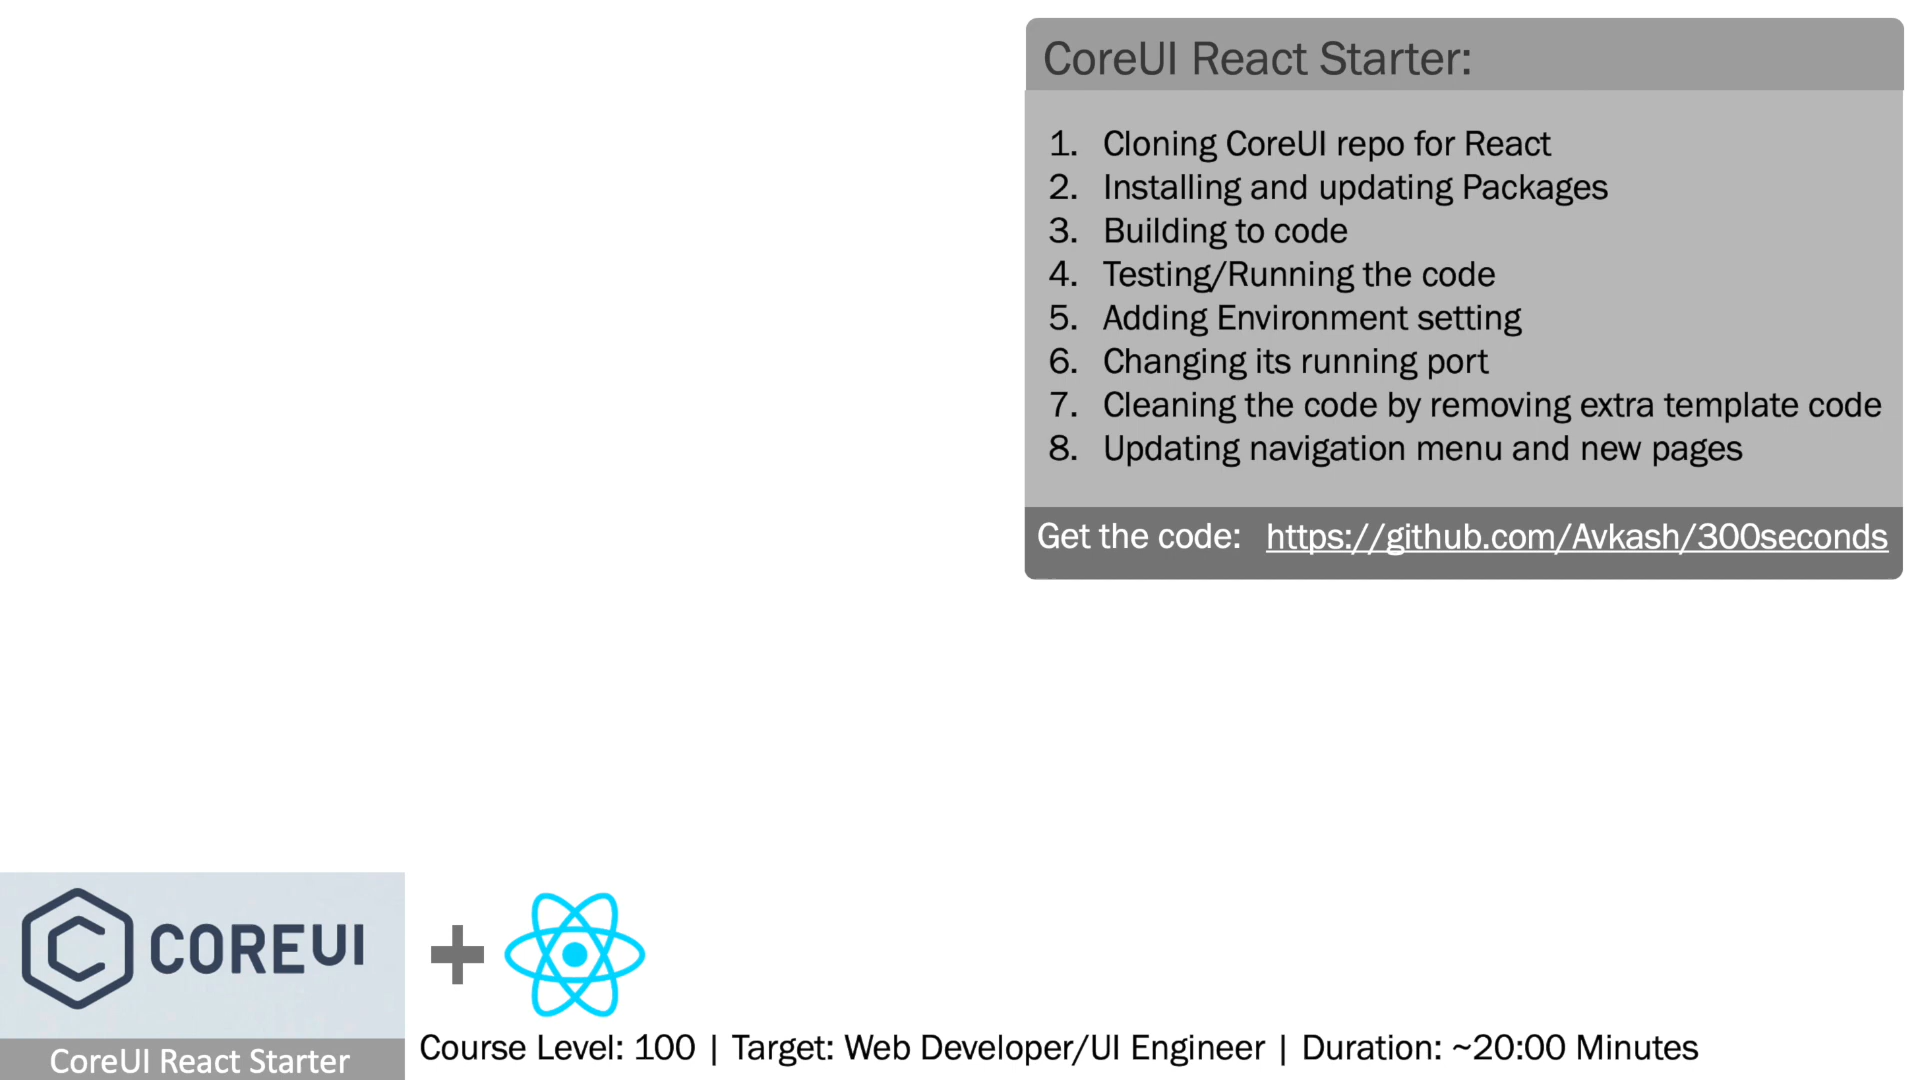 CoreUI React Starter:
1. Cloning CoreUI repo for React
2. Installing and updating Packages
3. Building to code
4. Testing/Running the code
5. Adding Environment setting
6. Changing its running port
7. Cleaning the code by removing extra template code
8. Updating navigation menu and new pages
Get the code: https://github.com/Avkash/300seconds
COREUI
CoreUI React Starter
Course Level: 100 | Target: Web Developer/UI Engineer | Duration: ~20:00 Minutes